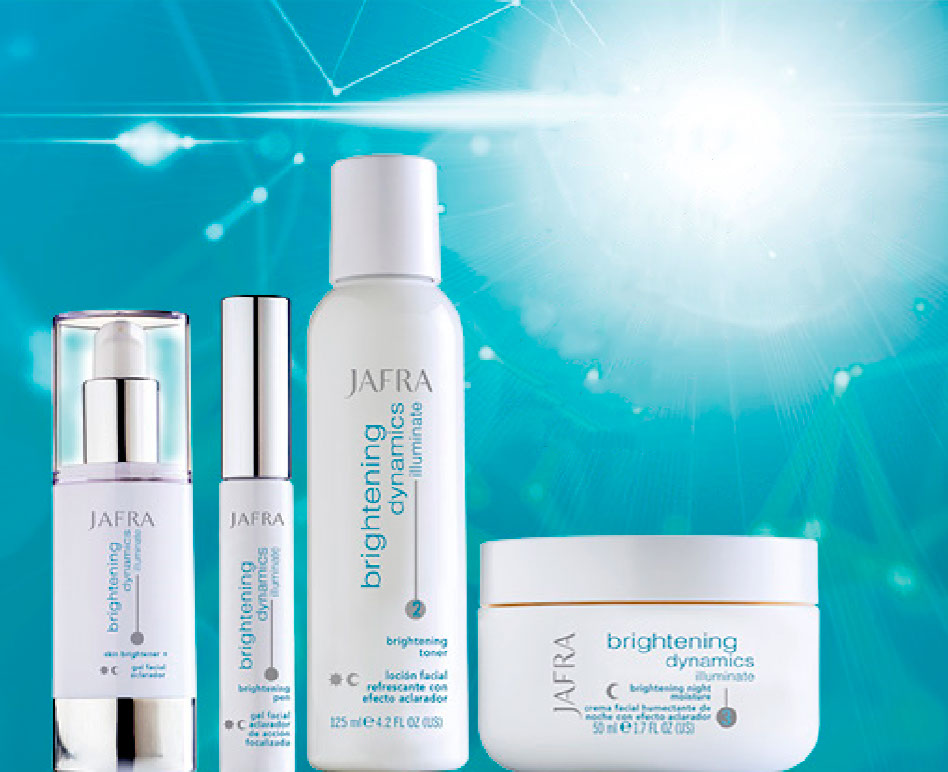 JAFRA
brightening
dynamics
illuminate
skin brightener +
gel facial
aclarador
JAFRA
brightening
dynamics
illuminate
brightening
pen
gel facial
aclarador
de acción
focalizada
JAFRA
brightening
dynamics
illuminate
2
brightening
toner
loción facial
refrescante con
efecto aclarador
125 ml ℮ 4.2 FL OZ (US)
JAFRA
brightening
dynamics
illuminate
brightening night
moisture
crema facial humectante de
noche con efecto aclarador
3
50 ml ℮ 1.7 FL OZ (US)